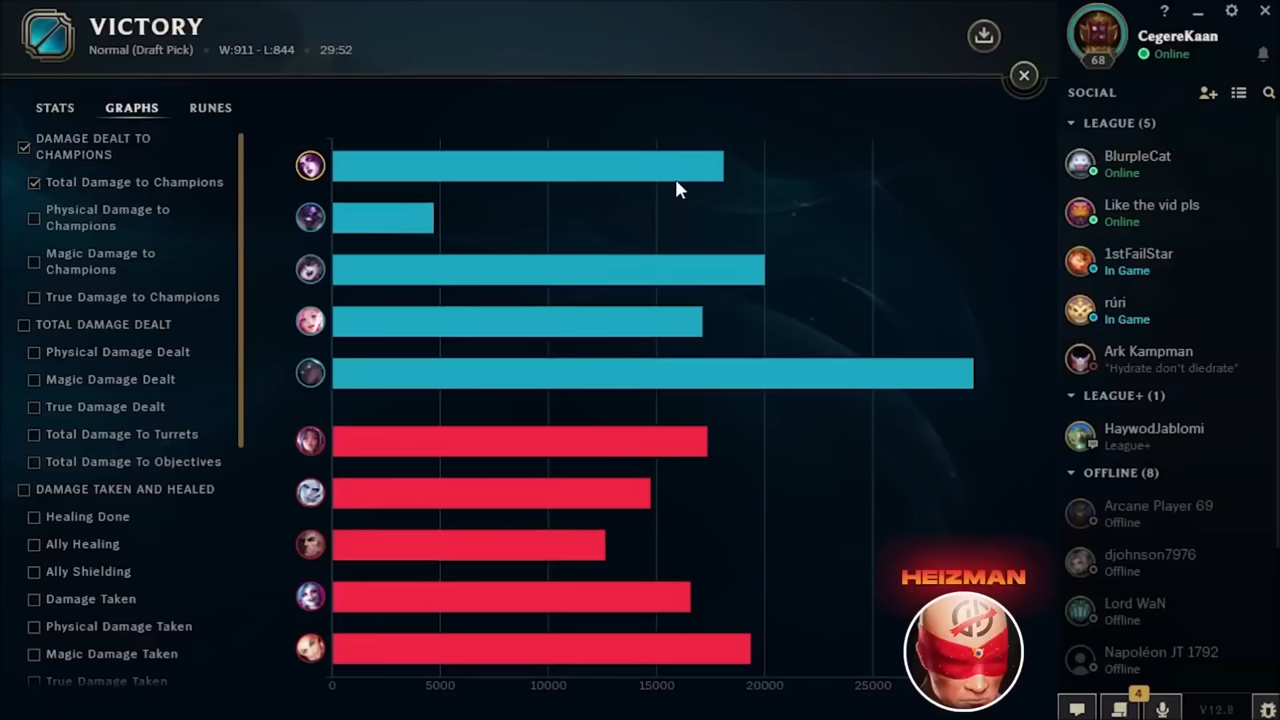 VICTORY
Normal (Draft Pick) • W:911 - L:844 • 29:52
?
CegereKaan
Online
68
STATS GRAPHS RUNES
DAMAGE DEALT TO
CHAMPIONS
Total Damage to Champions
Physical Damage to
Champions
Magic Damage to
Champions
True Damage to Champions
TOTAL DAMAGE DEALT
Physical Damage Dealt
Magic Damage Dealt
True Damage Dealt
Total Damage To Turrets
Total Damage To Objectives
DAMAGE TAKEN AND HEALED
Healing Done
Ally Healing
Ally Shielding
Damage Taken
Physical Damage Taken
Magic Damage Taken
True Damage Taken
0 5000 10000 15000 20000 25000
HEIZMAN
SOCIAL
LEAGUE (5)
BlurpleCat
Online
Like the vid pls
Online
1stFailStar
In Game
rúri
In Game
Ark Kampman
"Hydrate don't diedrate"
LEAGUE+ (1)
HaywodJablomi
League+
OFFLINE (8)
Arcane Player 69
Offline
djohnson7976
Offline
Lord WaN
Offline
Napoléon JT 1792
Offline
4
V12.8